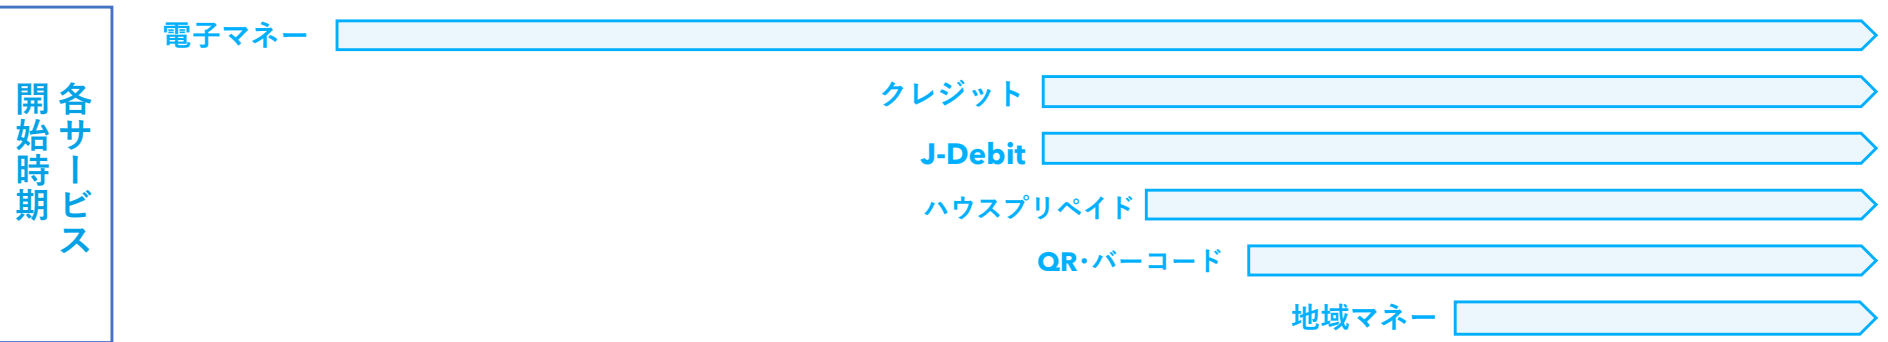 各サービス
開始時期
電子マネー
クレジット
J-Debit
ハウスプリペイド
QR・バーコード
地域マネー